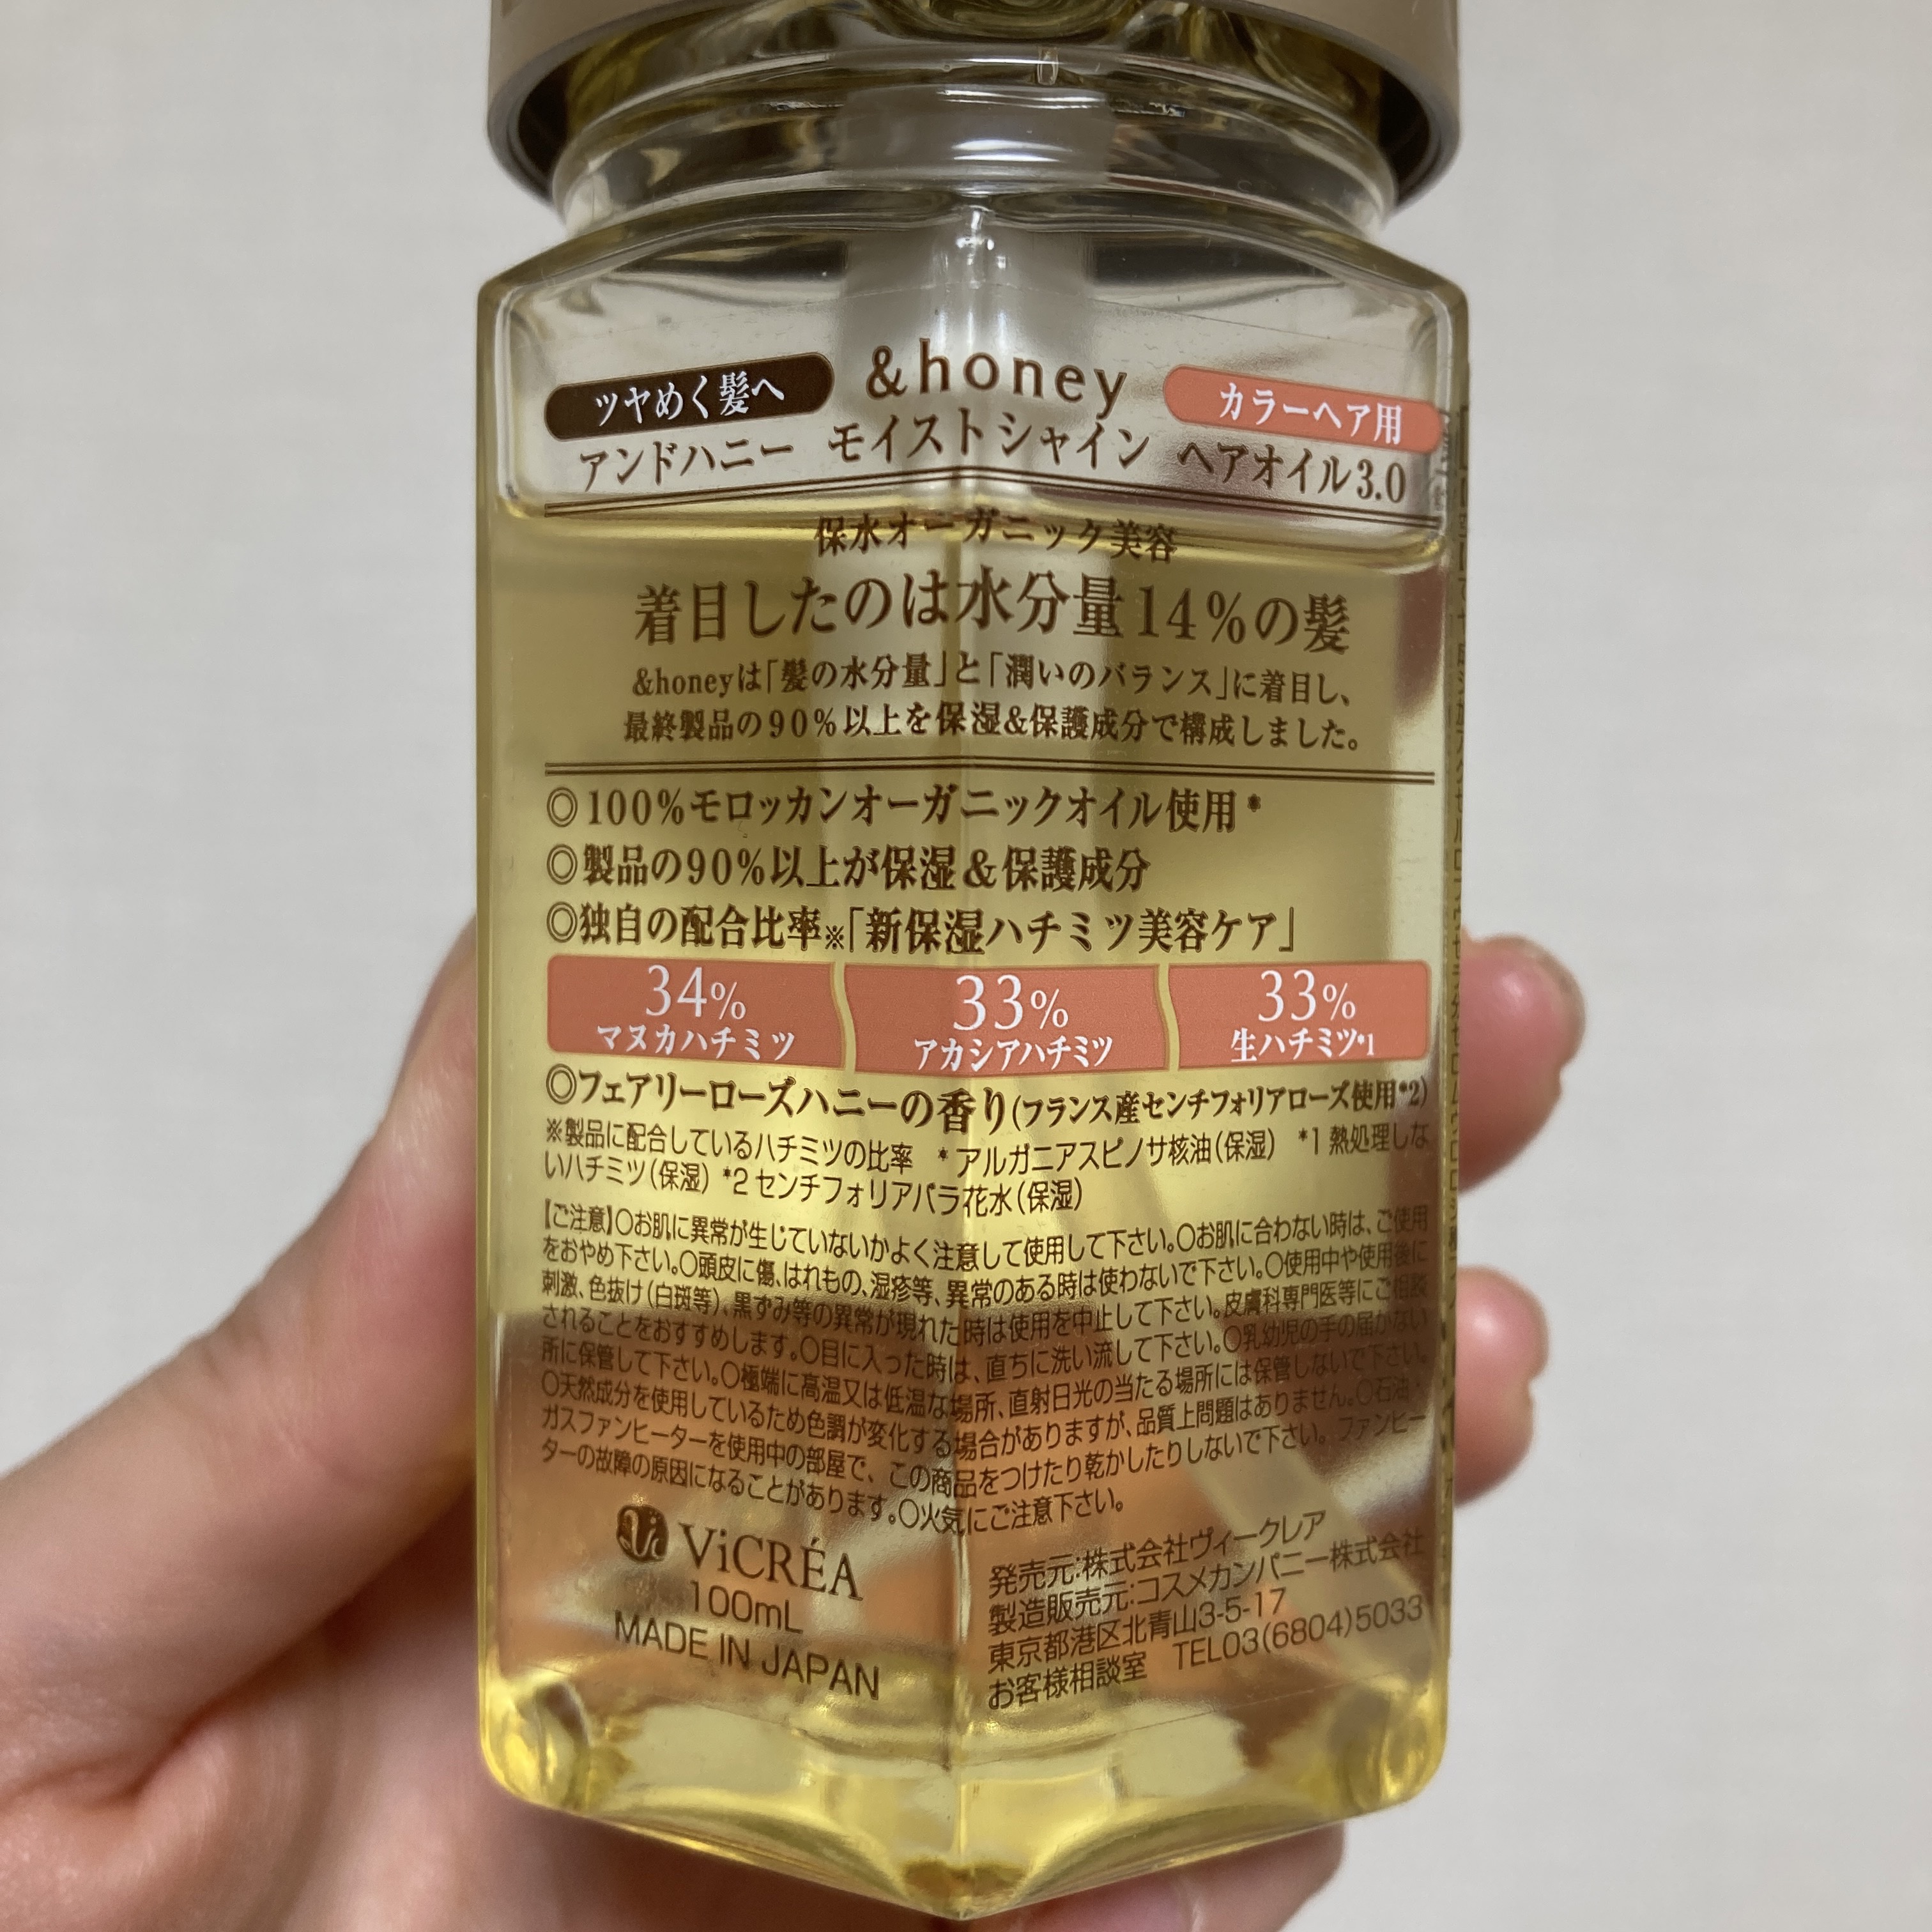 ツヤめく髪へ &honey カラーヘア用
アンドハニー モイストシャイン ヘアオイル3.0
保水オーガニック美容
着目したのは水分量14%の髪
&honeyは「髪の水分量」と「潤いのバランス」に着目し、
最終製品の90%以上を保湿&保護成分で構成しました。
◎100%モロッカンオーガニックオイル使用*
◎製品の90%以上が保湿&保護成分
◎独自の配合比率※「新保湿ハチミツ美容ケア」
34% 33% 33%
マヌカハチミツ アカシアハチミツ 生ハチミツ*1
◎フェアリーローズハニーの香り(フランス産センチフォリアローズ使用*2)
※製品に配合しているハチミツの比率 *アルガニアスピノサ核油(保湿) *1 熱処理しな
いハチミツ(保湿) *2 センチフォリアバラ花水(保湿)
【ご注意】○お肌に異常が生じていないかよく注意して使用して下さい。○お肌に合わない時は、ご使用
をおやめ下さい。○頭皮に傷、はれもの、湿疹等、異常のある時は使わないで下さい。○使用中や使用後に
刺激、色抜け(白斑等)、黒ずみ等の異常が現れた時は使用を中止して下さい。皮膚科専門医等にご相談
されることをおすすめします。○目に入った時は、直ちに洗い流して下さい。○乳幼児の手の届かない
所に保管して下さい。○極端に高温又は低温な場所、直射日光の当たる場所には保管しないで下さい。
○天然成分を使用しているため色調が変化する場合がありますが、品質上問題はありません。○石油・
ガスファンヒーターを使用中の部屋で、この商品をつけたり乾かしたりしないで下さい。ファンヒー
ターの故障の原因になることがあります。○火気にご注意下さい。
ViCRÉA
100mL
MADE IN JAPAN
発売元:株式会社ヴィークレア
製造販売元:コスメカンパニー株式会社
東京都港区北青山3-5-17
お客様相談室 TEL03(6804)5033